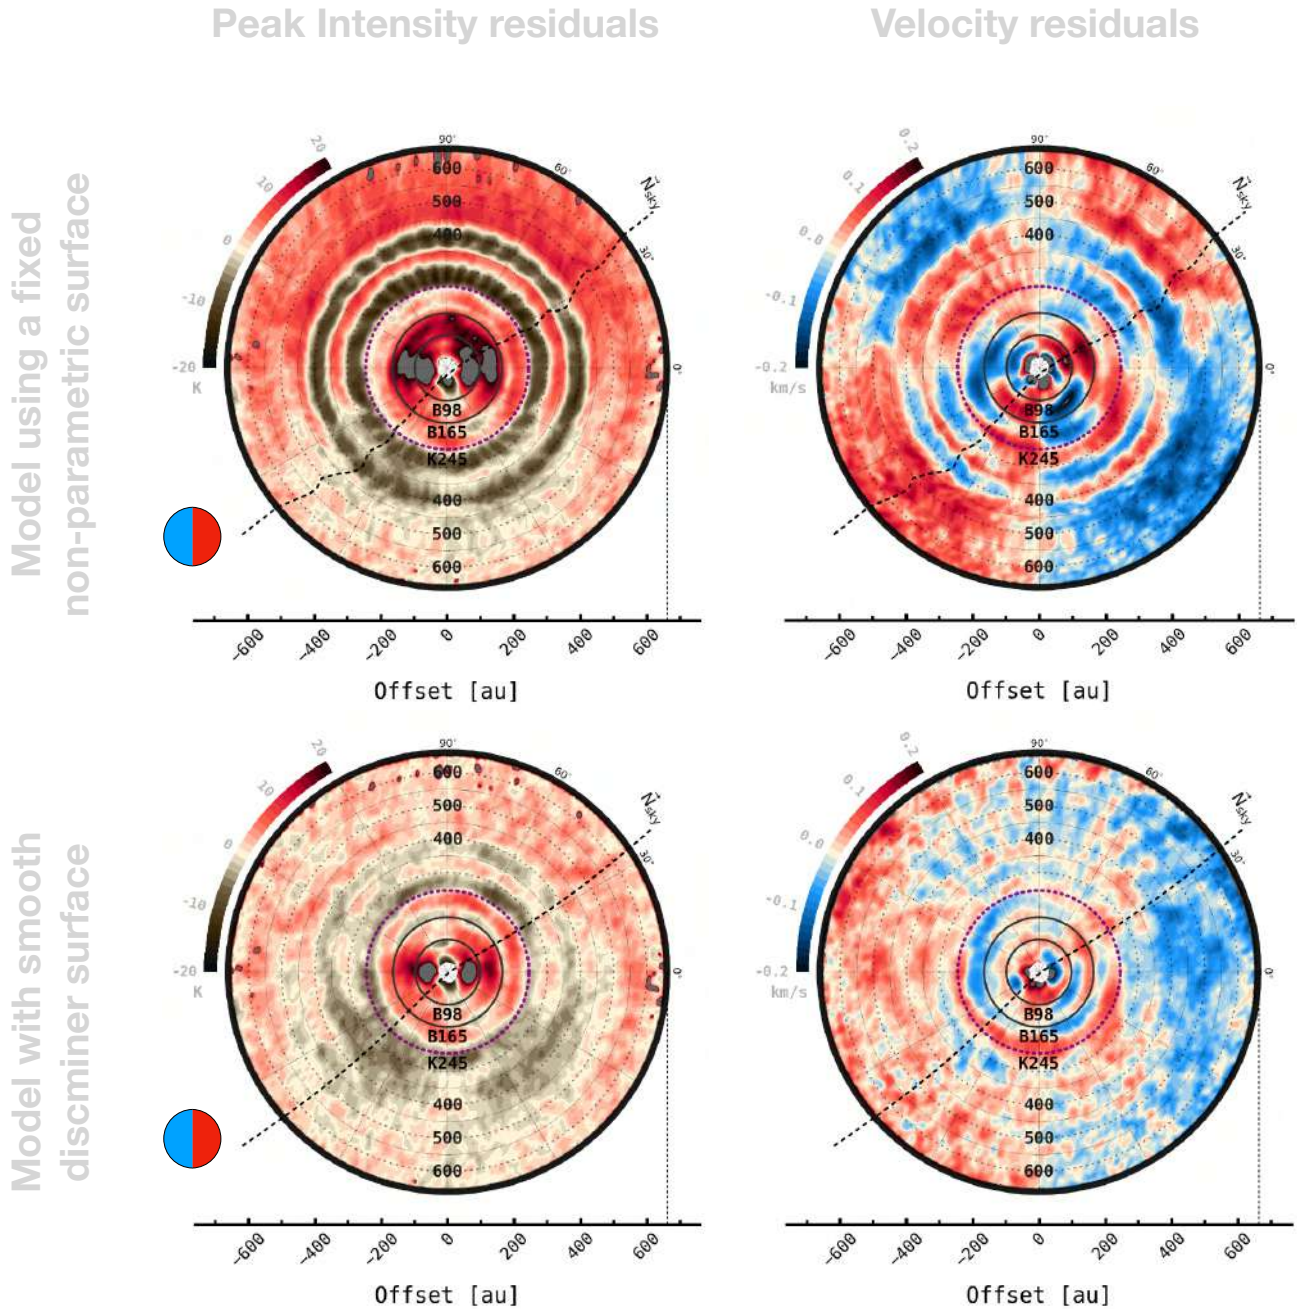 Peak Intensity residuals
Velocity residuals
Model using a fixed
non-parametric surface
20
10
0
-10
-20
K
90°
60°
30°
0°
N⃗sky
600
500
400
B98
B165
K245
400
500
600
-600
-400
-200
0
200
400
600
Offset [au]
0.2
0.1
0.0
-0.1
-0.2
km/s
90°
60°
30°
0°
N⃗sky
600
500
400
B98
B165
K245
400
500
600
-600
-400
-200
0
200
400
600
Offset [au]
Model with smooth
discminer surface
20
10
0
-10
-20
K
90°
60°
30°
0°
N⃗sky
600
500
400
B98
B165
K245
400
500
600
-600
-400
-200
0
200
400
600
Offset [au]
0.2
0.1
0.0
-0.1
-0.2
km/s
90°
60°
30°
0°
N⃗sky
600
500
400
B98
B165
K245
400
500
600
-600
-400
-200
0
200
400
600
Offset [au]